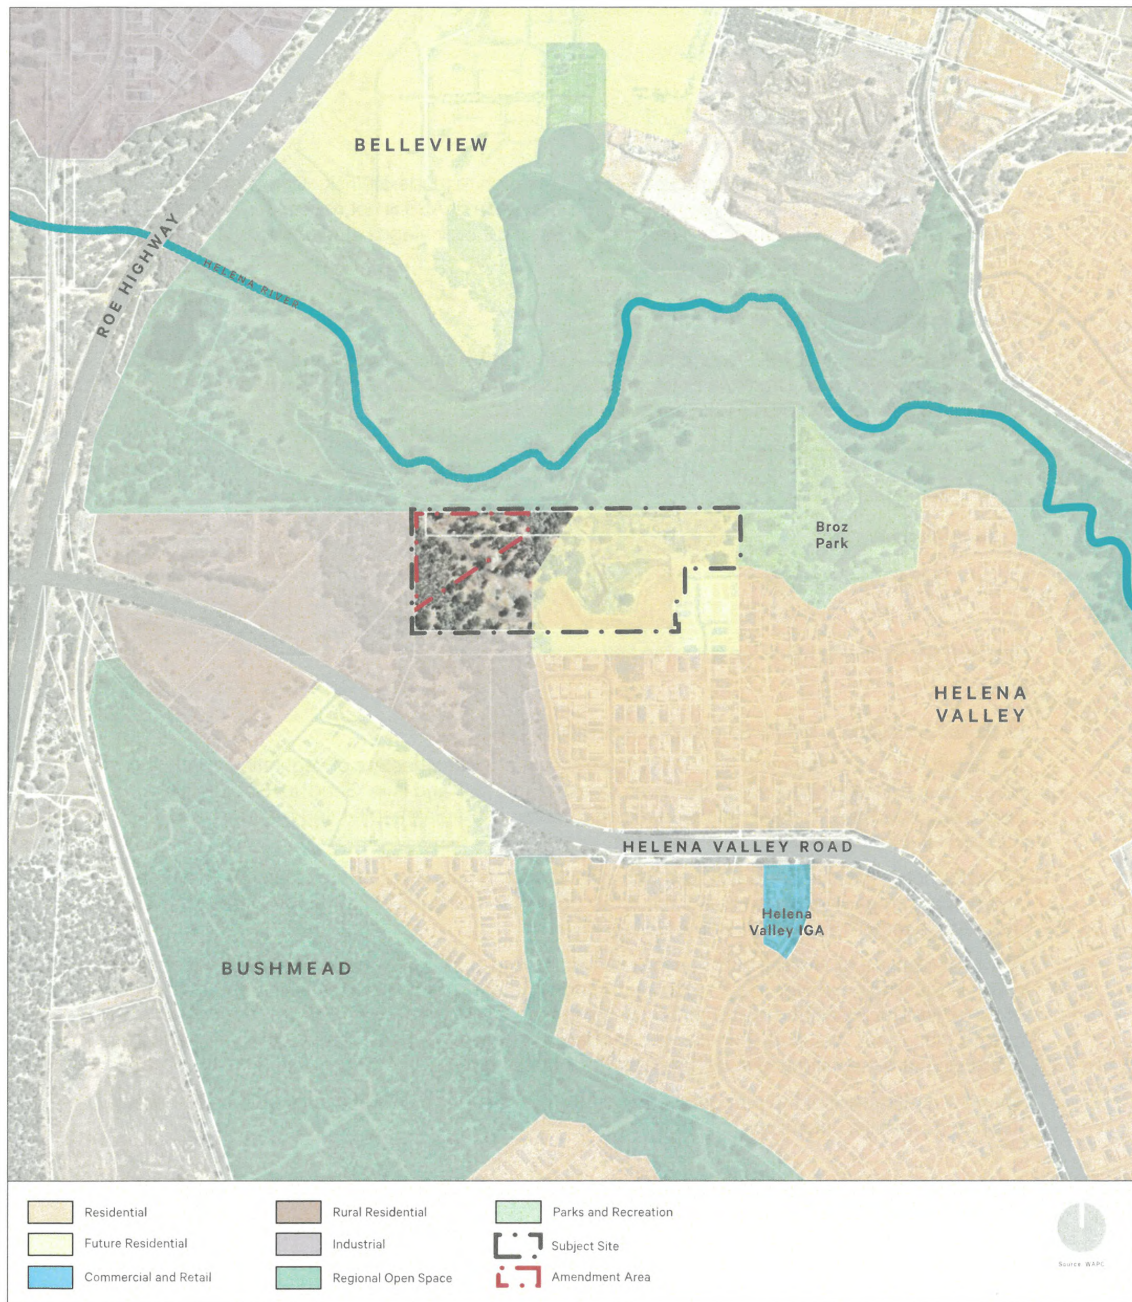 BELLEVIEW
ROE HIGHWAY
HELENA RIVER
Broz
Park
HELENA
VALLEY
HELENA VALLEY ROAD
Helena
Valley IGA
BUSHMEAD
Residential
Rural Residential
Parks and Recreation
Future Residential
Industrial
Subject Site
Commercial and Retail
Regional Open Space
Amendment Area
Source: WAPC